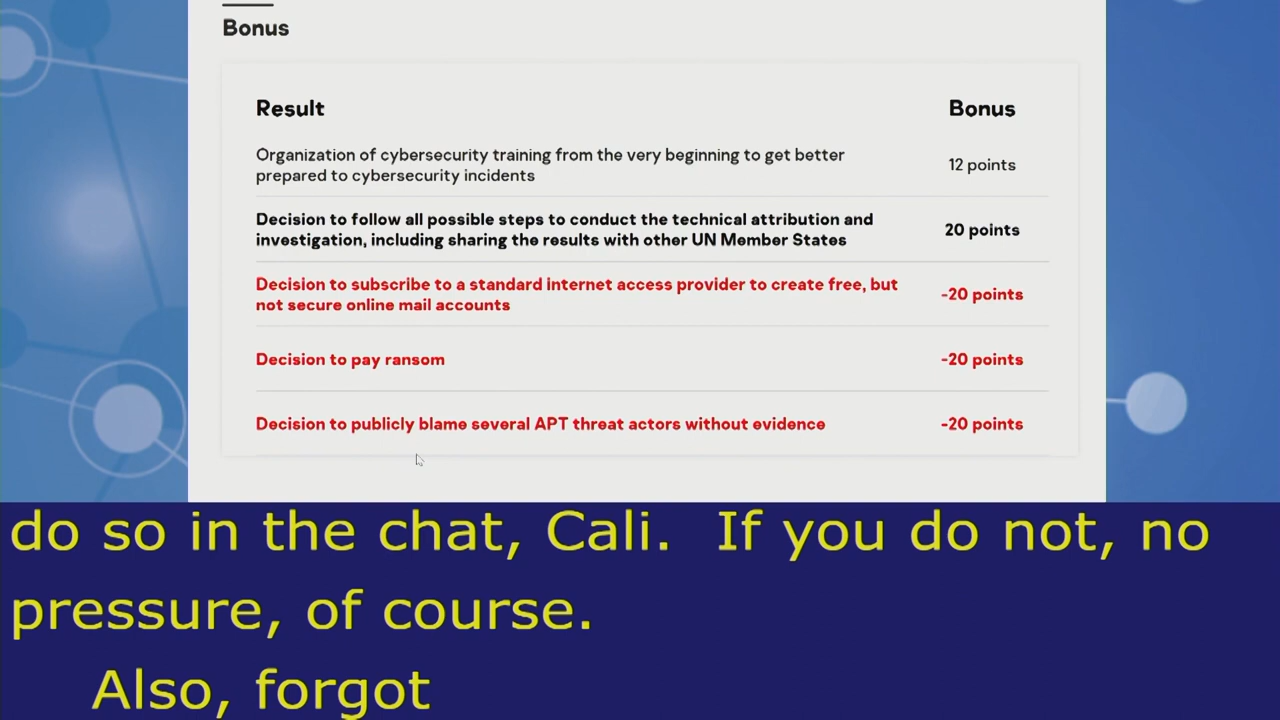 Bonus
Result Bonus
Organization of cybersecurity training from the very beginning to get better
prepared to cybersecurity incidents
12 points
Decision to follow all possible steps to conduct the technical attribution and
investigation, including sharing the results with other UN Member States
20 points
Decision to subscribe to a standard internet access provider to create free, but
not secure online mail accounts
-20 points
Decision to pay ransom -20 points
Decision to publicly blame several APT threat actors without evidence -20 points
do so in the chat, Cali.  If you do not, no
pressure, of course.
Also, forgot